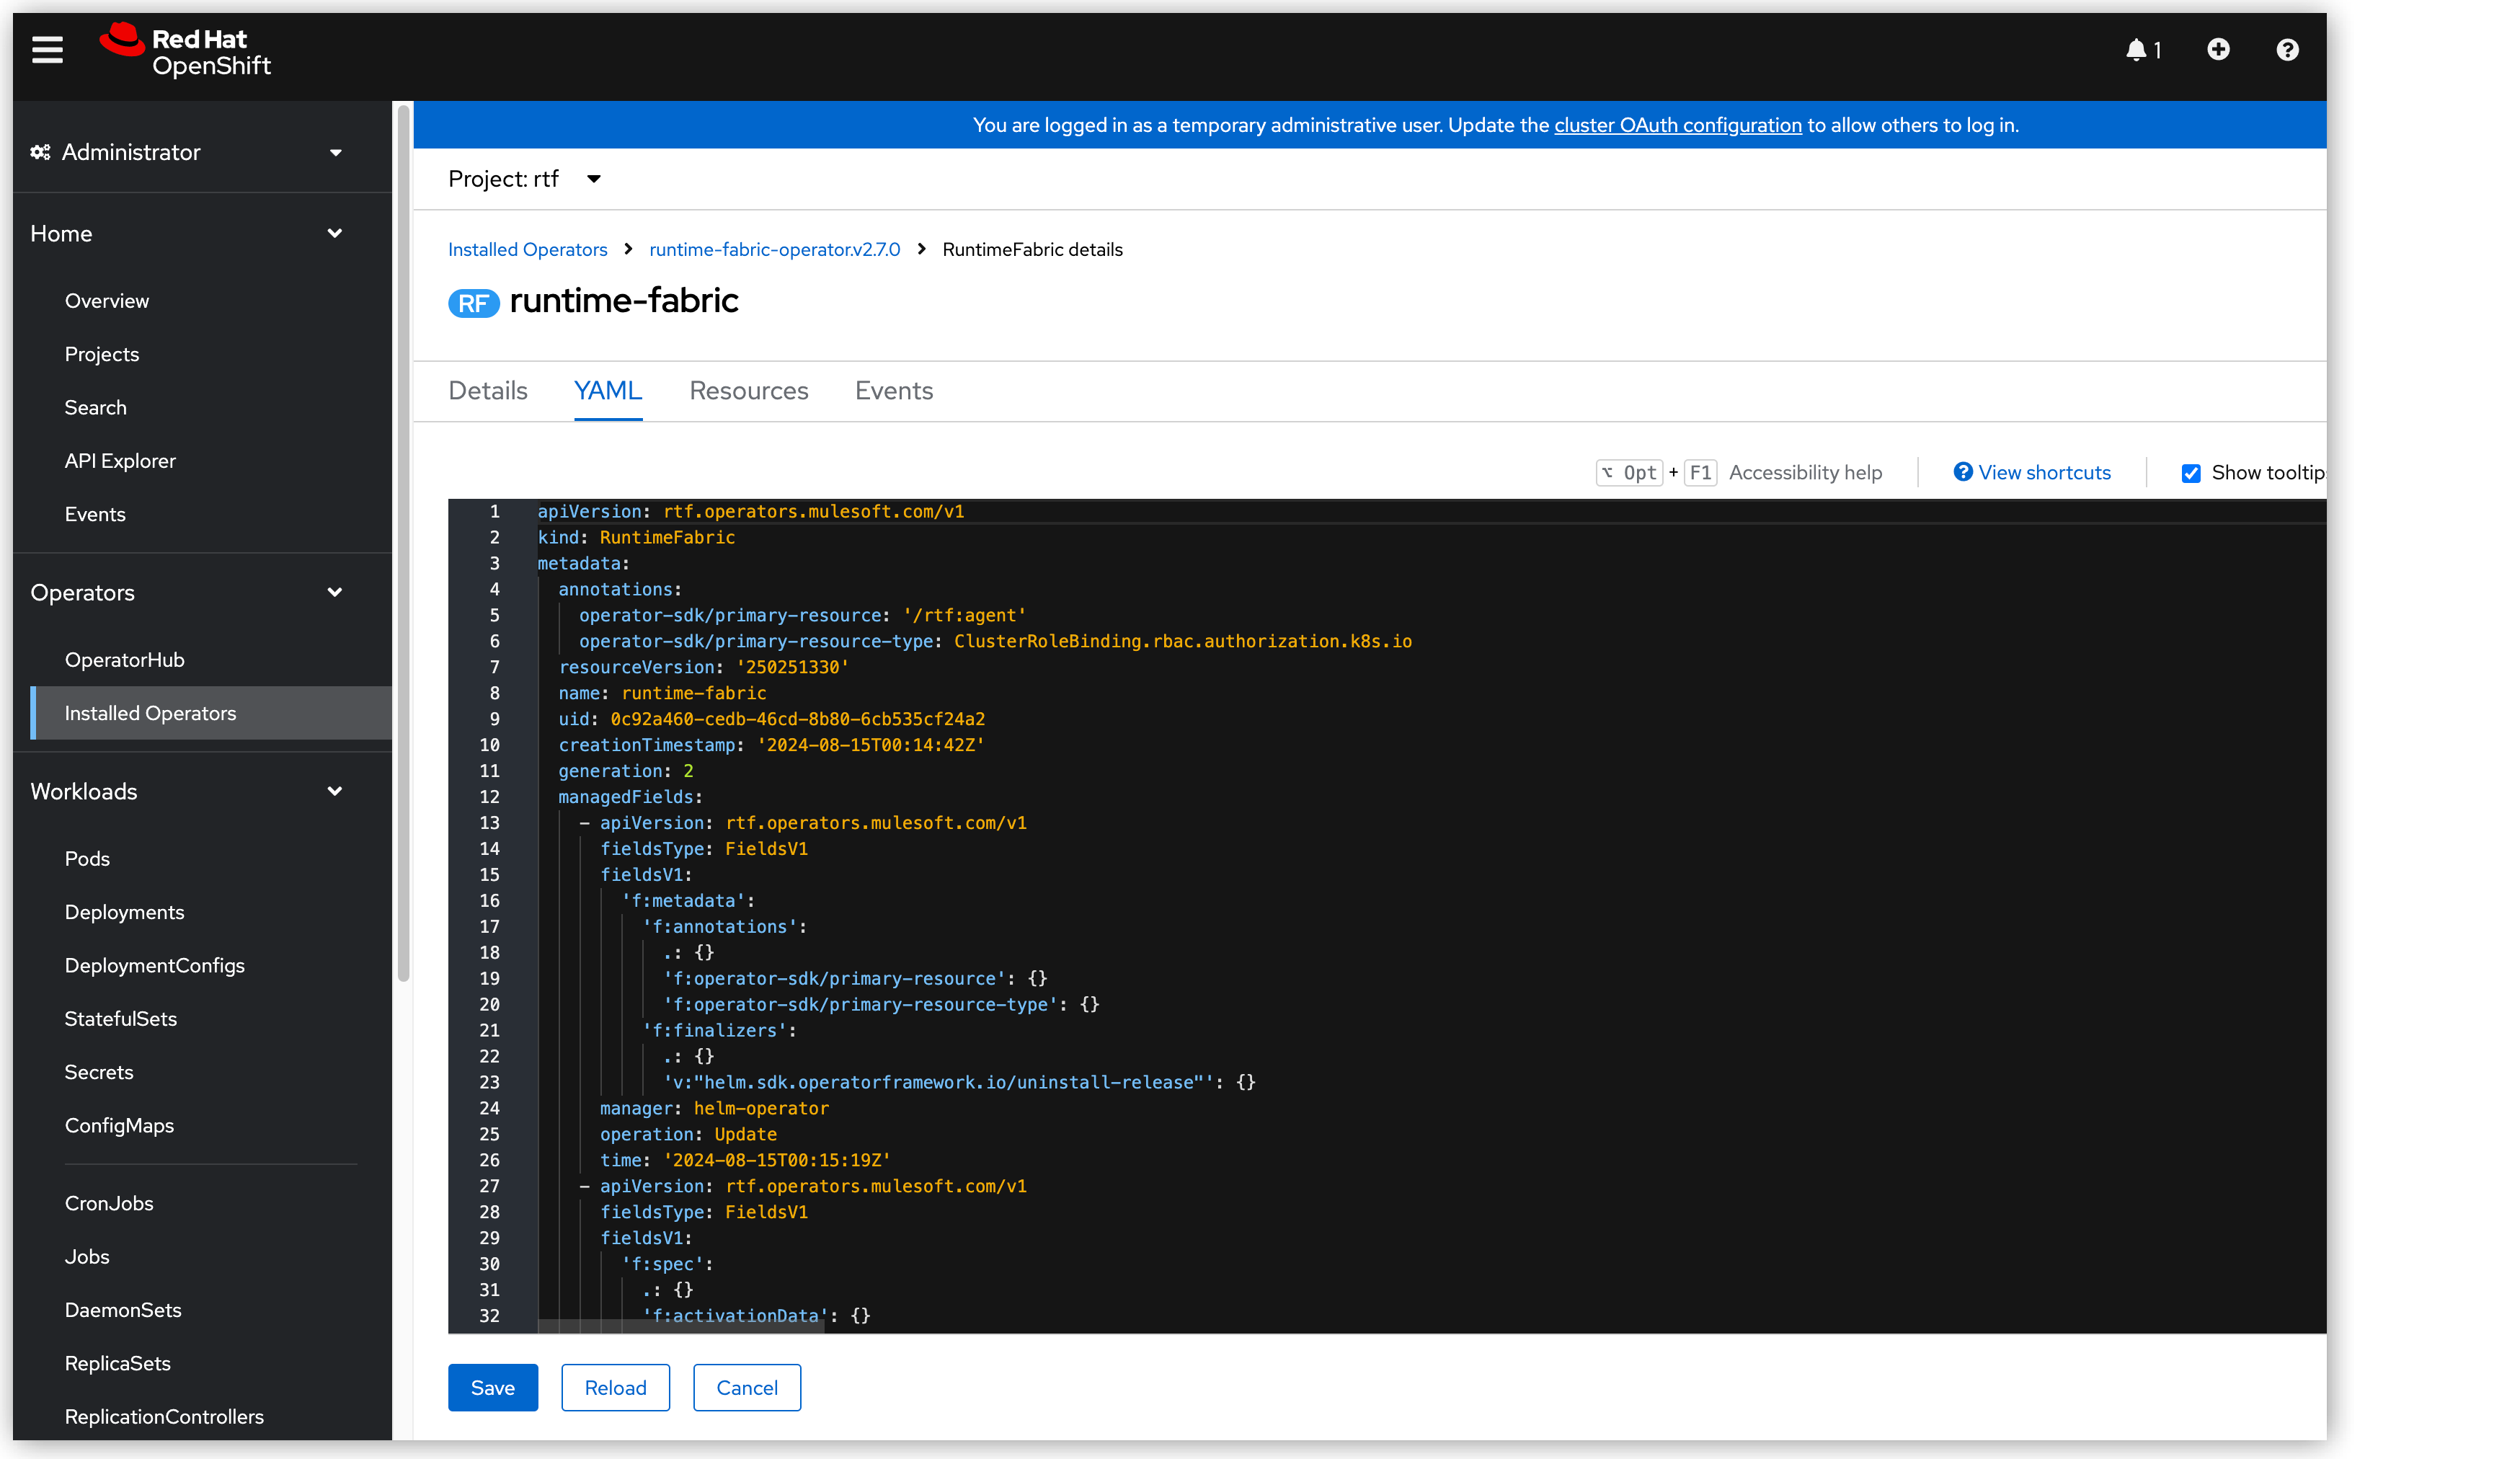 Red Hat
OpenShift
1
Administrator
Home
Overview
Projects
Search
API Explorer
Events
Operators
OperatorHub
Installed Operators
Workloads
Pods
Deployments
DeploymentConfigs
StatefulSets
Secrets
ConfigMaps
CronJobs
Jobs
DaemonSets
ReplicaSets
ReplicationControllers
You are logged in as a temporary administrative user. Update the cluster OAuth configuration to allow others to log in.
Project: rtf
Installed Operators > runtime-fabric-operator.v2.7.0 > RuntimeFabric details
RF runtime-fabric
Details YAML Resources Events
⌥ Opt + F1 Accessibility help View shortcuts Show tooltip
1 apiVersion: rtf.operators.mulesoft.com/v1
2 kind: RuntimeFabric
3 metadata:
4 annotations:
5 operator-sdk/primary-resource: '/rtf:agent'
6 operator-sdk/primary-resource-type: ClusterRoleBinding.rbac.authorization.k8s.io
7 resourceVersion: '250251330'
8 name: runtime-fabric
9 uid: 0c92a460-cedb-46cd-8b80-6cb535cf24a2
10 creationTimestamp: '2024-08-15T00:14:42Z'
11 generation: 2
12 managedFields:
13 - apiVersion: rtf.operators.mulesoft.com/v1
14 fieldsType: FieldsV1
15 fieldsV1:
16 'f:metadata':
17 'f:annotations':
18 .: {}
19 'f:operator-sdk/primary-resource': {}
20 'f:operator-sdk/primary-resource-type': {}
21 'f:finalizers':
22 .: {}
23 'v:"helm.sdk.operatorframework.io/uninstall-release"': {}
24 manager: helm-operator
25 operation: Update
26 time: '2024-08-15T00:15:19Z'
27 - apiVersion: rtf.operators.mulesoft.com/v1
28 fieldsType: FieldsV1
29 fieldsV1:
30 'f:spec':
31 .: {}
32 'f:activationData': {}
Save Reload Cancel